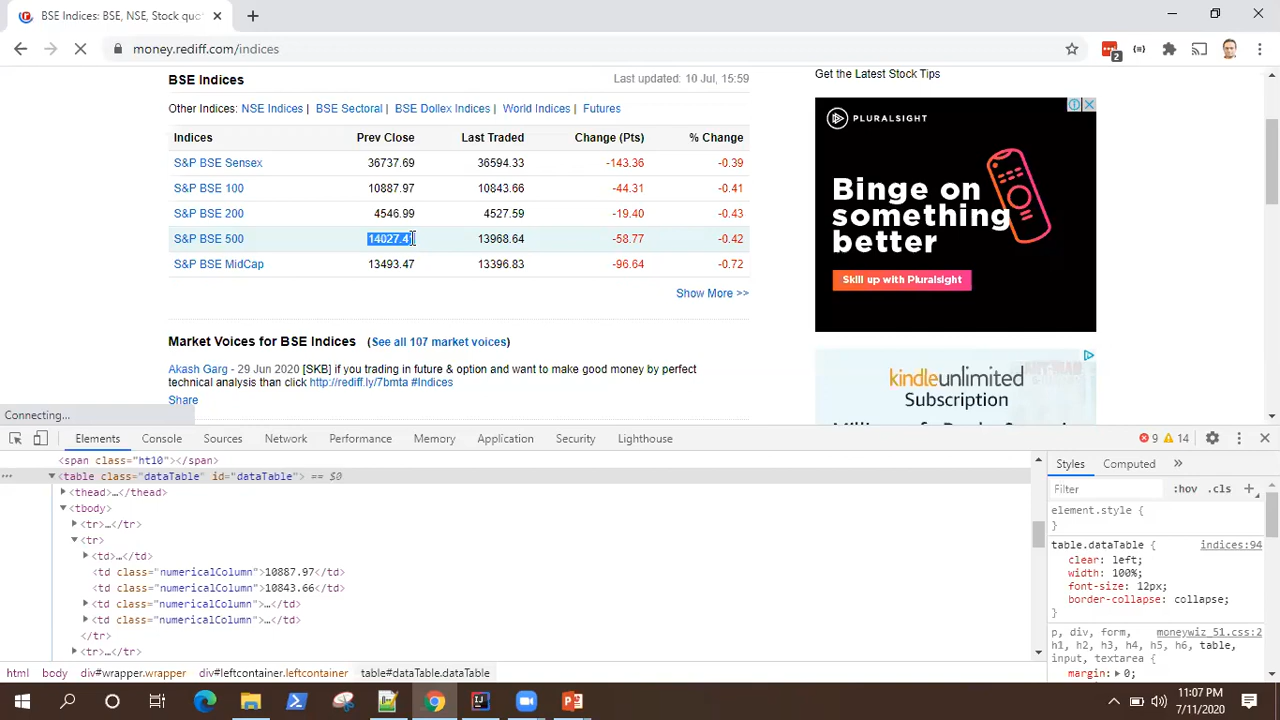 BSE Indices: BSE, NSE, Stock quo
money.rediff.com/indices
2
BSE Indices
Last updated: 10 Jul, 15:59
Other Indices: NSE Indices | BSE Sectoral | BSE Dollex Indices | World Indices | Futures
Indices Prev Close Last Traded Change (Pts) % Change
S&P BSE Sensex 36737.69 36594.33 -143.36 -0.39
S&P BSE 100 10887.97 10843.66 -44.31 -0.41
S&P BSE 200 4546.99 4527.59 -19.40 -0.43
S&P BSE 500 14027.41 13968.64 -58.77 -0.42
S&P BSE MidCap 13493.47 13396.83 -96.64 -0.72
Show More >>
Market Voices for BSE Indices (See all 107 market voices)
Akash Garg - 29 Jun 2020 [SKB] if you trading in future & option and want to make good money by perfect
technical analysis than click http://rediff.ly/7bmta #Indices
Share
Get the Latest Stock Tips
PLURALSIGHT
Binge on
something
better
Skill up with Pluralsight
kindleunlimited
Subscription
Connecting...
Elements Console Sources Network Performance Memory Application Security Lighthouse
9 14
<span class="ht10"></span>
<table class="dataTable" id="dataTable"> == $0
<thead>…</thead>
<tbody>
<tr>…</tr>
<tr>
<td>…</td>
<td class="numericalColumn">10887.97</td>
<td class="numericalColumn">10843.66</td>
<td class="numericalColumn">…</td>
<td class="numericalColumn">…</td>
</tr>
<tr>…</tr>
html body div#wrapper.wrapper div#leftcontainer.leftcontainer table#dataTable.dataTable
Styles Computed »
Filter :hov .cls +
element.style {
}
table.dataTable { indices:94
clear: left;
width: 100%;
font-size: 12px;
border-collapse: collapse;
}
p, div, form, moneywiz_51.css:2
h1, h2, h3, h4, h5, h6, table,
input, textarea {
margin: 0;
11:07 PM
7/11/2020